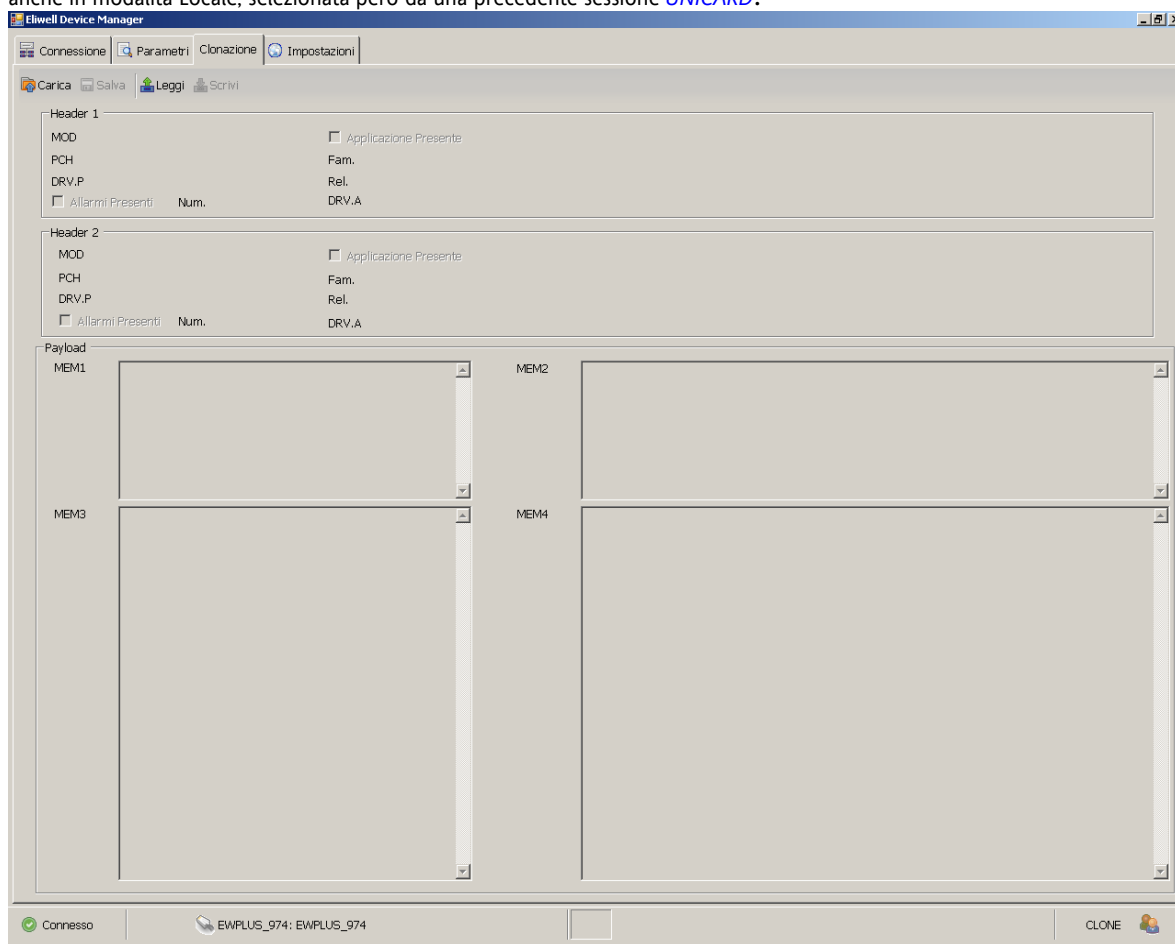 anche in modalità Locale, selezionata però da una precedente sessione UNICARD.
Eliwell Device Manager
Connessione Parametri Clonazione Impostazioni
Carica Salva Leggi Scrivi
Header 1
MOD Applicazione Presente
PCH Fam.
DRV.P Rel.
Allarmi Presenti Num. DRV.A
Header 2
MOD Applicazione Presente
PCH Fam.
DRV.P Rel.
Allarmi Presenti Num. DRV.A
Payload
MEM1 MEM2
MEM3 MEM4
Connesso EWPLUS_974: EWPLUS_974 CLONE